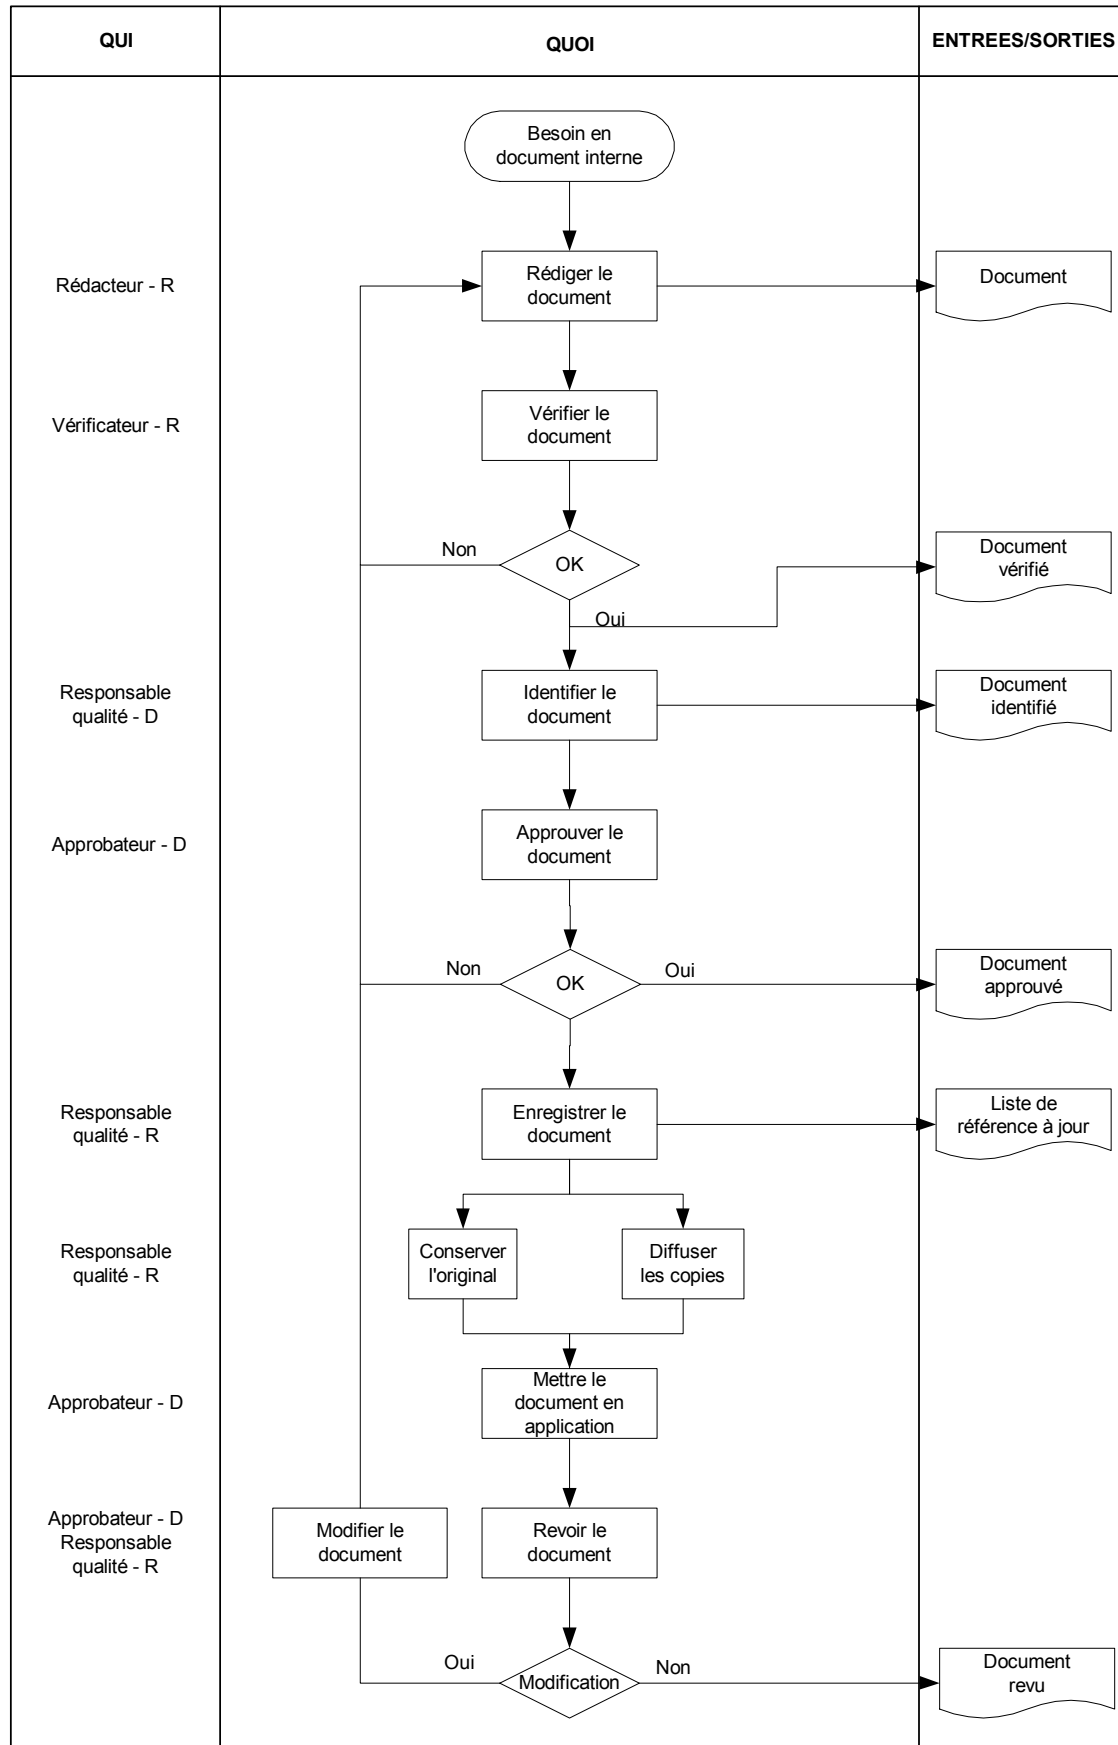 QUI
QUOI
ENTREES/SORTIES
Besoin en
document interne
Rédacteur - R
Rédiger le
document
Document
Vérificateur - R
Vérifier le
document
Non
OK
Oui
Document
vérifié
Responsable
qualité - D
Identifier le
document
Document
identifié
Approbateur - D
Approuver le
document
Non
OK
Oui
Document
approuvé
Responsable
qualité - R
Enregistrer le
document
Liste de
référence à jour
Responsable
qualité - R
Conserver
l'original
Diffuser
les copies
Approbateur - D
Mettre le
document en
application
Approbateur - D
Responsable
qualité - R
Modifier le
document
Revoir le
document
Oui
Modification
Non
Document
revu